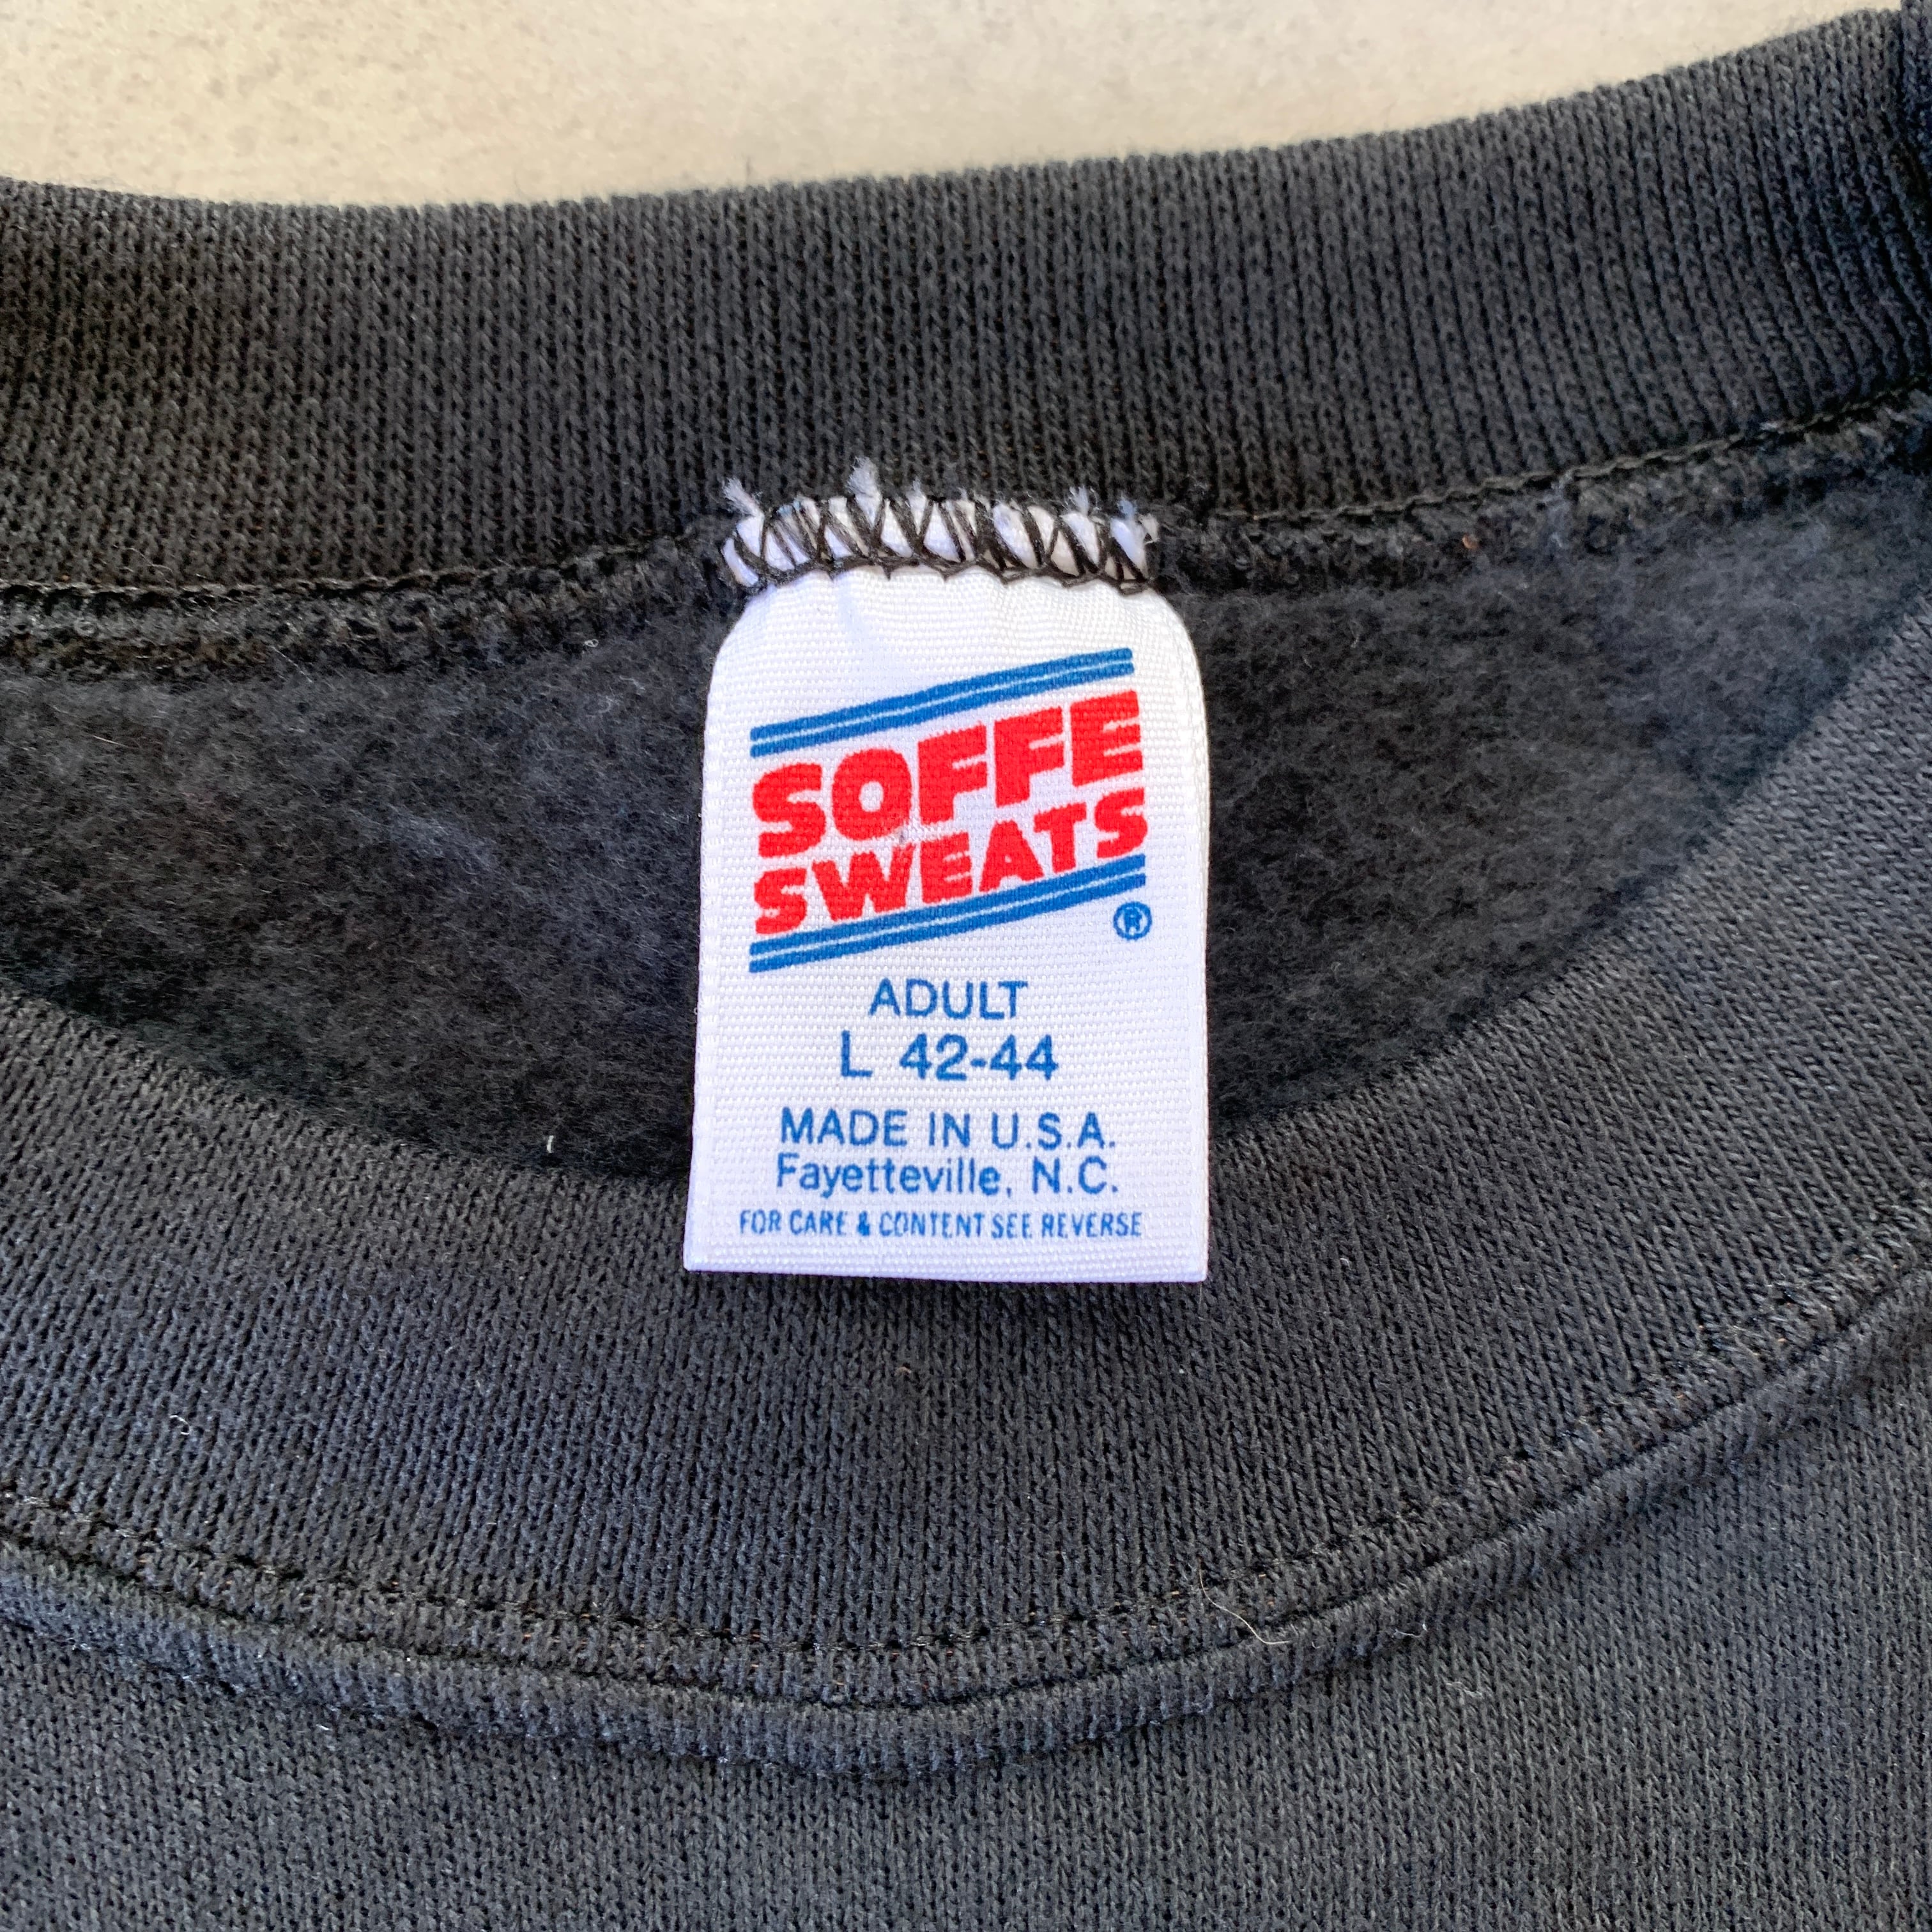 SOFFE
SWEATS
®
ADULT
L 42-44
MADE IN U.S.A.
Fayetteville, N.C.
FOR CARE & CONTENT SEE REVERSE